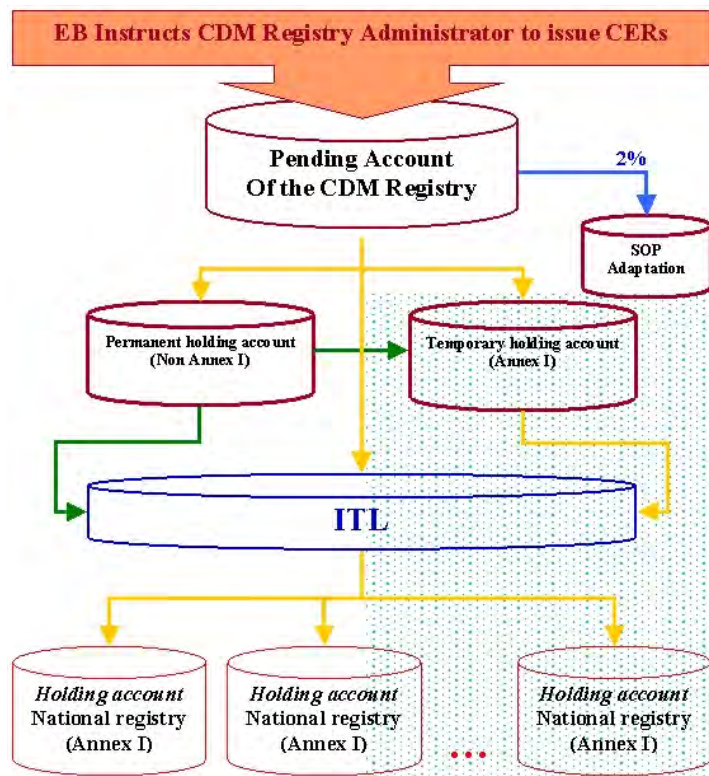 EB Instructs CDM Registry Administrator to issue CERs
Pending Account
Of the CDM Registry
2%
SOP
Adaptation
Permanent holding account
(Non Annex I)
Temporary holding account
(Annex I)
ITL
Holding account
National registry
(Annex I)
Holding account
National registry
(Annex I)
...
Holding account
National registry
(Annex I)